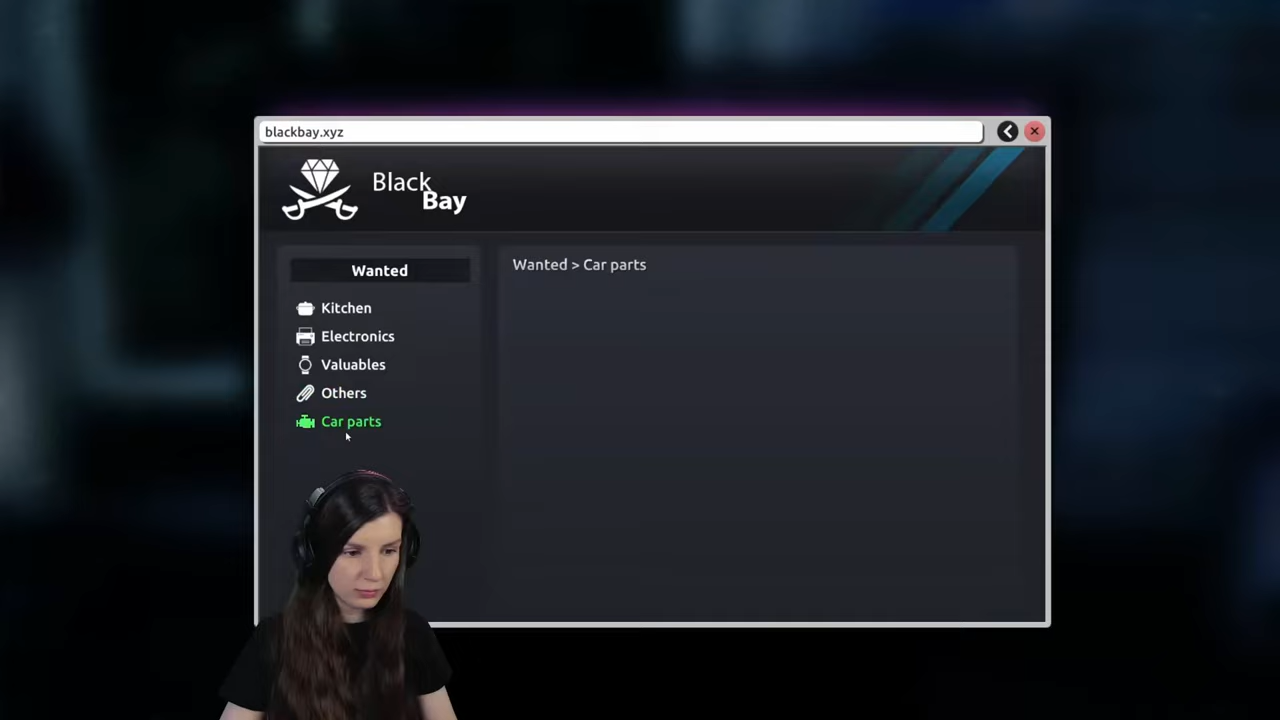 blackbay.xyz
Black
Bay
Wanted
Wanted > Car parts
Kitchen
Electronics
Valuables
Others
Car parts